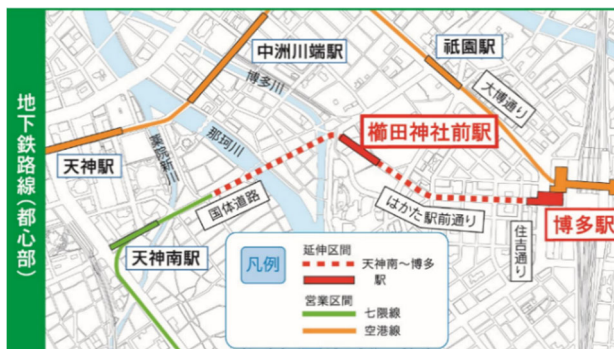 地下鉄路線(都心部)
中洲川端駅
祇園駅
博多川
大博通り
天神駅
薬院新川
那珂川
櫛田神社前駅
国体道路
はかた駅前通り
博多駅
住吉通り
天神南駅
凡例
延伸区間
天神南~博多
駅
営業区間
七隈線
空港線